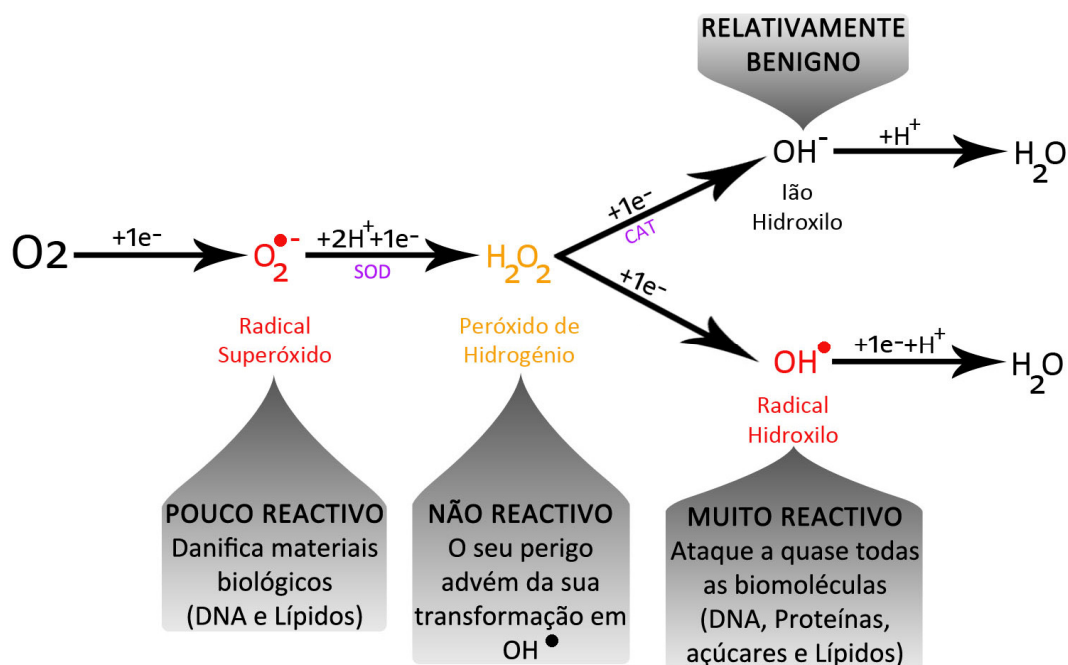 RELATIVAMENTE
BENIGNO
O2
+1e-
O₂•-
Radical
Superóxido
+2H⁺+1e-
SOD
H₂O₂
Peróxido de
Hidrogénio
+1e-
CAT
OH⁻
Ião
Hidroxilo
+H⁺
H₂O
+1e-
OH•
Radical
Hidroxilo
+1e-+H⁺
H₂O
POUCO REACTIVO
Danifica materiais
biológicos
(DNA e Lípidos)
NÃO REACTIVO
O seu perigo
advém da sua
transformação em
OH •
MUITO REACTIVO
Ataque a quase todas
as biomoléculas
(DNA, Proteínas,
açúcares e Lípidos)